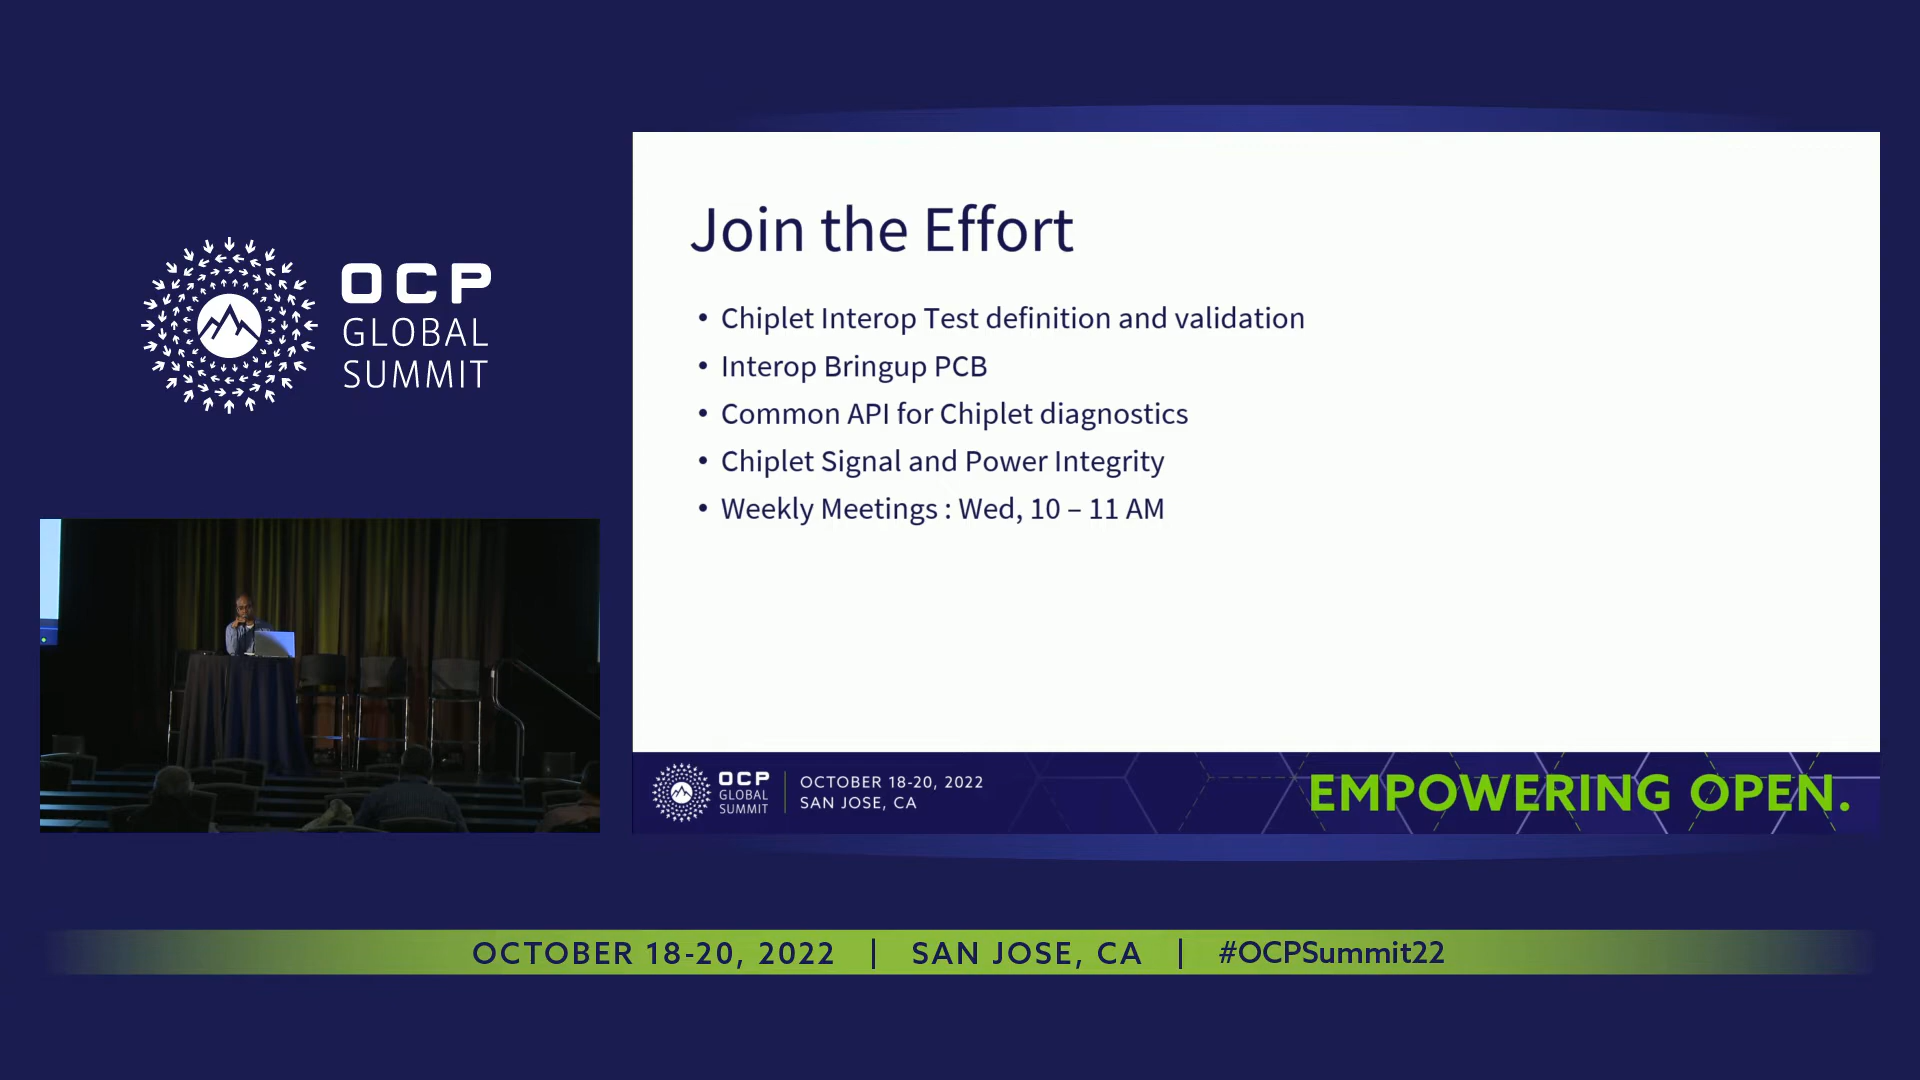 OCP
GLOBAL
SUMMIT
Join the Effort
• Chiplet Interop Test definition and validation
• Interop Bringup PCB
• Common API for Chiplet diagnostics
• Chiplet Signal and Power Integrity
• Weekly Meetings : Wed, 10 – 11 AM
OCP
GLOBAL
SUMMIT
OCTOBER 18-20, 2022
SAN JOSE, CA
EMPOWERING OPEN.
OCTOBER 18-20, 2022 | SAN JOSE, CA | #OCPSummit22